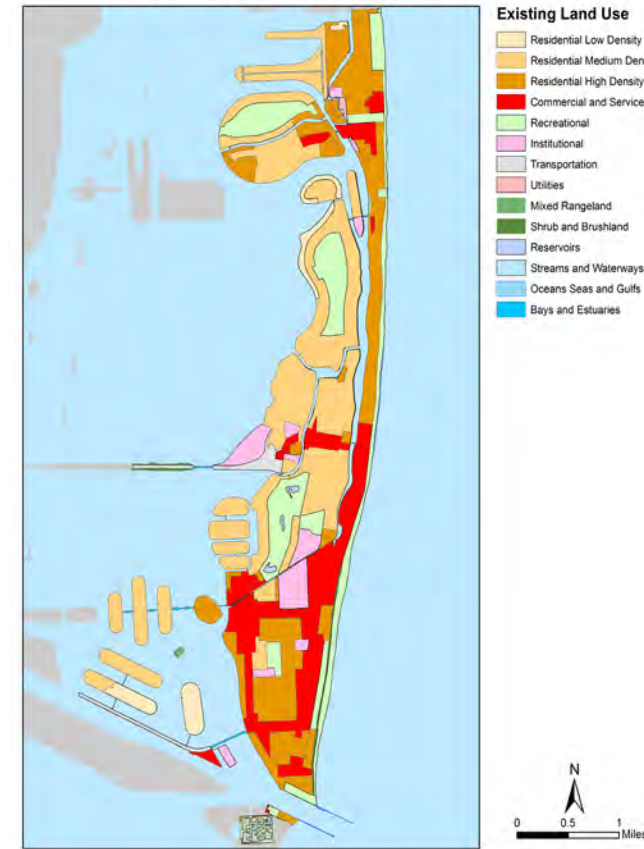 Existing Land Use
Residential Low Density
Residential Medium Den
Residential High Density
Commercial and Service
Recreational
Institutional
Transportation
Utilities
Mixed Rangeland
Shrub and Brushland
Reservoirs
Streams and Waterways
Oceans Seas and Gulfs
Bays and Estuaries
N
0 0.5 1
Miles